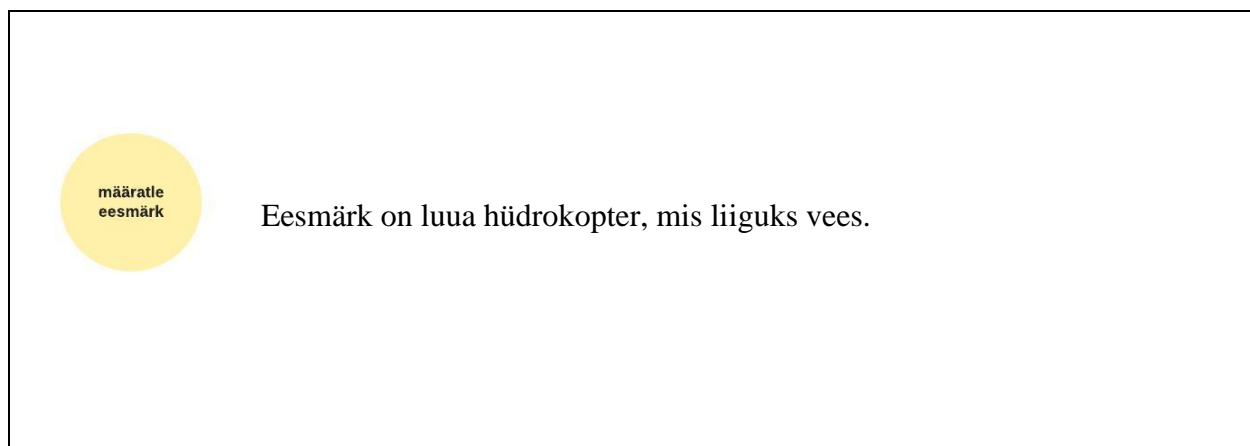 määratle
eesmärk
Eesmärk on luua hüdrokopter, mis liiguks vees.